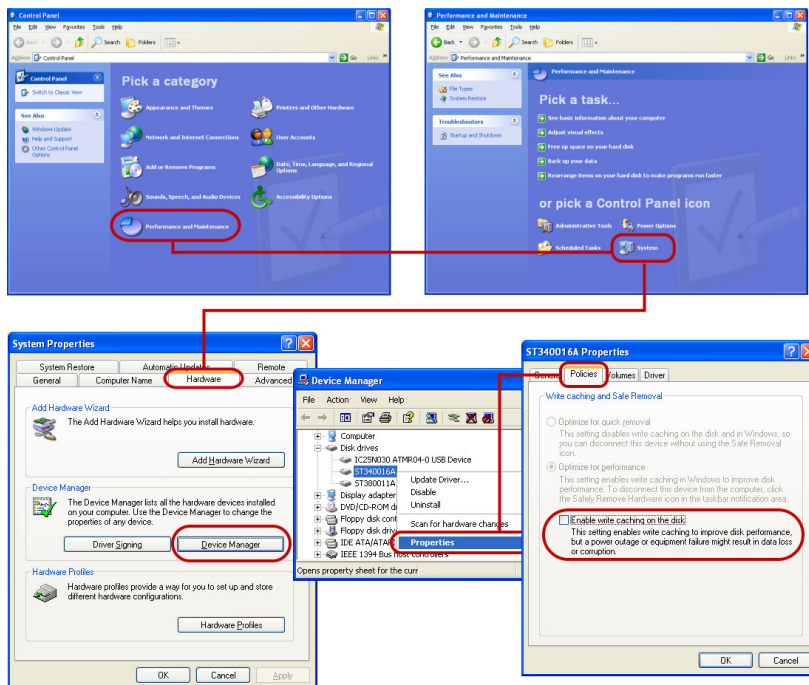 Control Panel
File Edit View Favorites Tools Help
Back Search Folders
Address Control Panel Go Links
Control Panel
Switch to Classic View
See Also
Windows Update
Help and Support
Other Control Panel
Options
Pick a category
Appearance and Themes
Printers and Other Hardware
Network and Internet Connections
User Accounts
Add or Remove Programs
Date, Time, Language, and Regional
Options
Sounds, Speech, and Audio Devices
Accessibility Options
Performance and Maintenance
Performance and Maintenance
File Edit View Favorites Tools Help
Back Search Folders
Address Performance and Maintenance Go Links
See Also
File Types
System Restore
Troubleshooters
Startup and Shutdown
Performance and Maintenance
Pick a task...
See basic information about your computer
Adjust visual effects
Free up space on your hard disk
Back up your data
Rearrange items on your hard disk to make programs run faster
or pick a Control Panel icon
Administrative Tools
Power Options
Scheduled Tasks
System
System Properties
System Restore Automatic Updates Remote
General Computer Name Hardware Advanced
Add Hardware Wizard
The Add Hardware Wizard helps you install hardware.
Add Hardware Wizard
Device Manager
The Device Manager lists all the hardware devices installed
on your computer. Use the Device Manager to change the
properties of any device.
Driver Signing
Device Manager
Hardware Profiles
Hardware profiles provide a way for you to set up and store
different hardware configurations.
Hardware Profiles
OK Cancel Apply
Device Manager
File Action View Help
Computer
Disk drives
IC25N030 ATMR04-0 USB Device
ST340016A
ST380011A
Display adapter
DVD/CD-ROM d
Floppy disk cont
Floppy disk driv
IDE ATA/ATAPI
IEEE 1394 Bus host controllers
Update Driver...
Disable
Uninstall
Scan for hardware changes
Properties
Opens property sheet for the curr
ST340016A Properties
General Policies Volumes Driver
Write caching and Safe Removal
Optimize for quick removal
This setting disables write caching on the disk and in Windows, so
you can disconnect this device without using the Safe Removal
icon.
Optimize for performance
This setting enables write caching in Windows to improve disk
performance. To disconnect this device from the computer, click
the Safely Remove Hardware icon in the taskbar notification area.
Enable write caching on the disk
This setting enables write caching to improve disk performance,
but a power outage or equipment failure might result in data loss
or corruption.
OK Cancel